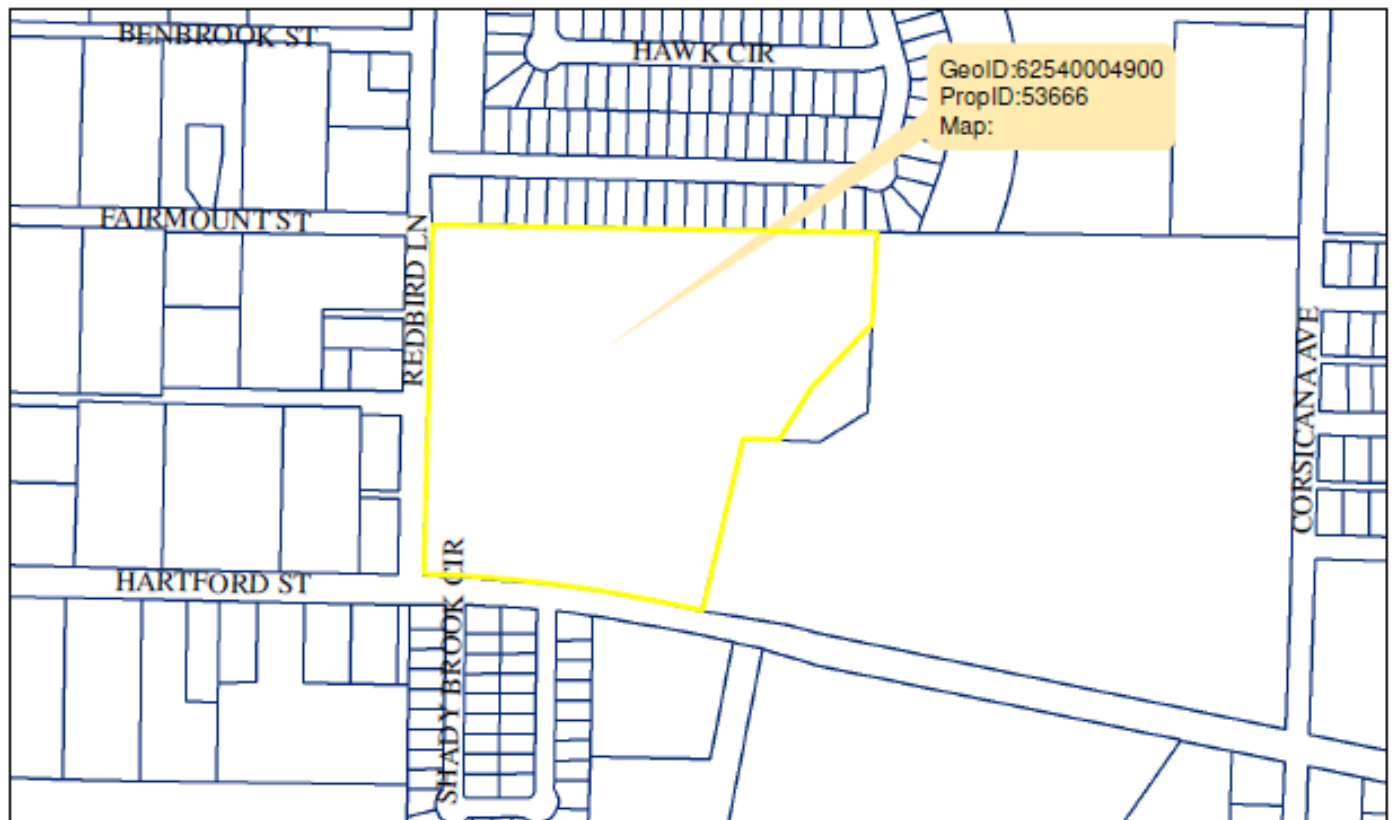 BENBROOK ST
HAWK CIR
GeoID:62540004900
PropID:53666
Map:
FAIRMOUNT ST
REDBIRD LN
CORSICANA AVE
HARTFORD ST
SHADY BROOK CIR